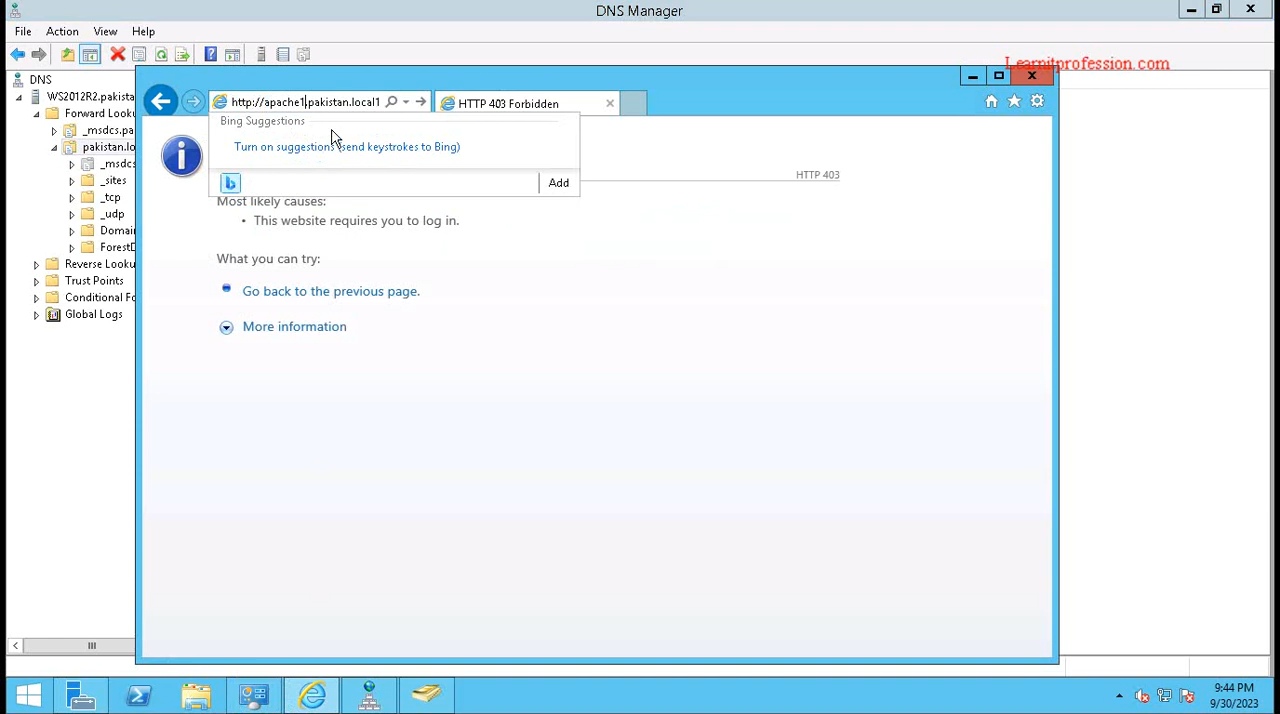 DNS Manager
File Action View Help
Learnitprofession.com
DNS
WS2012R2.pakista
Forward Looku
_msdcs.pa
pakistan.lo
_msdcs
_sites
_tcp
_udp
Domai
ForestD
Reverse Looku
Trust Points
Conditional Fo
Global Logs
http://apache1.pakistan.local1
HTTP 403 Forbidden
Bing Suggestions
Turn on suggestions (send keystrokes to Bing)
Add
HTTP 403
Most likely causes:
• This website requires you to log in.
What you can try:
Go back to the previous page.
More information
9:44 PM
9/30/2023